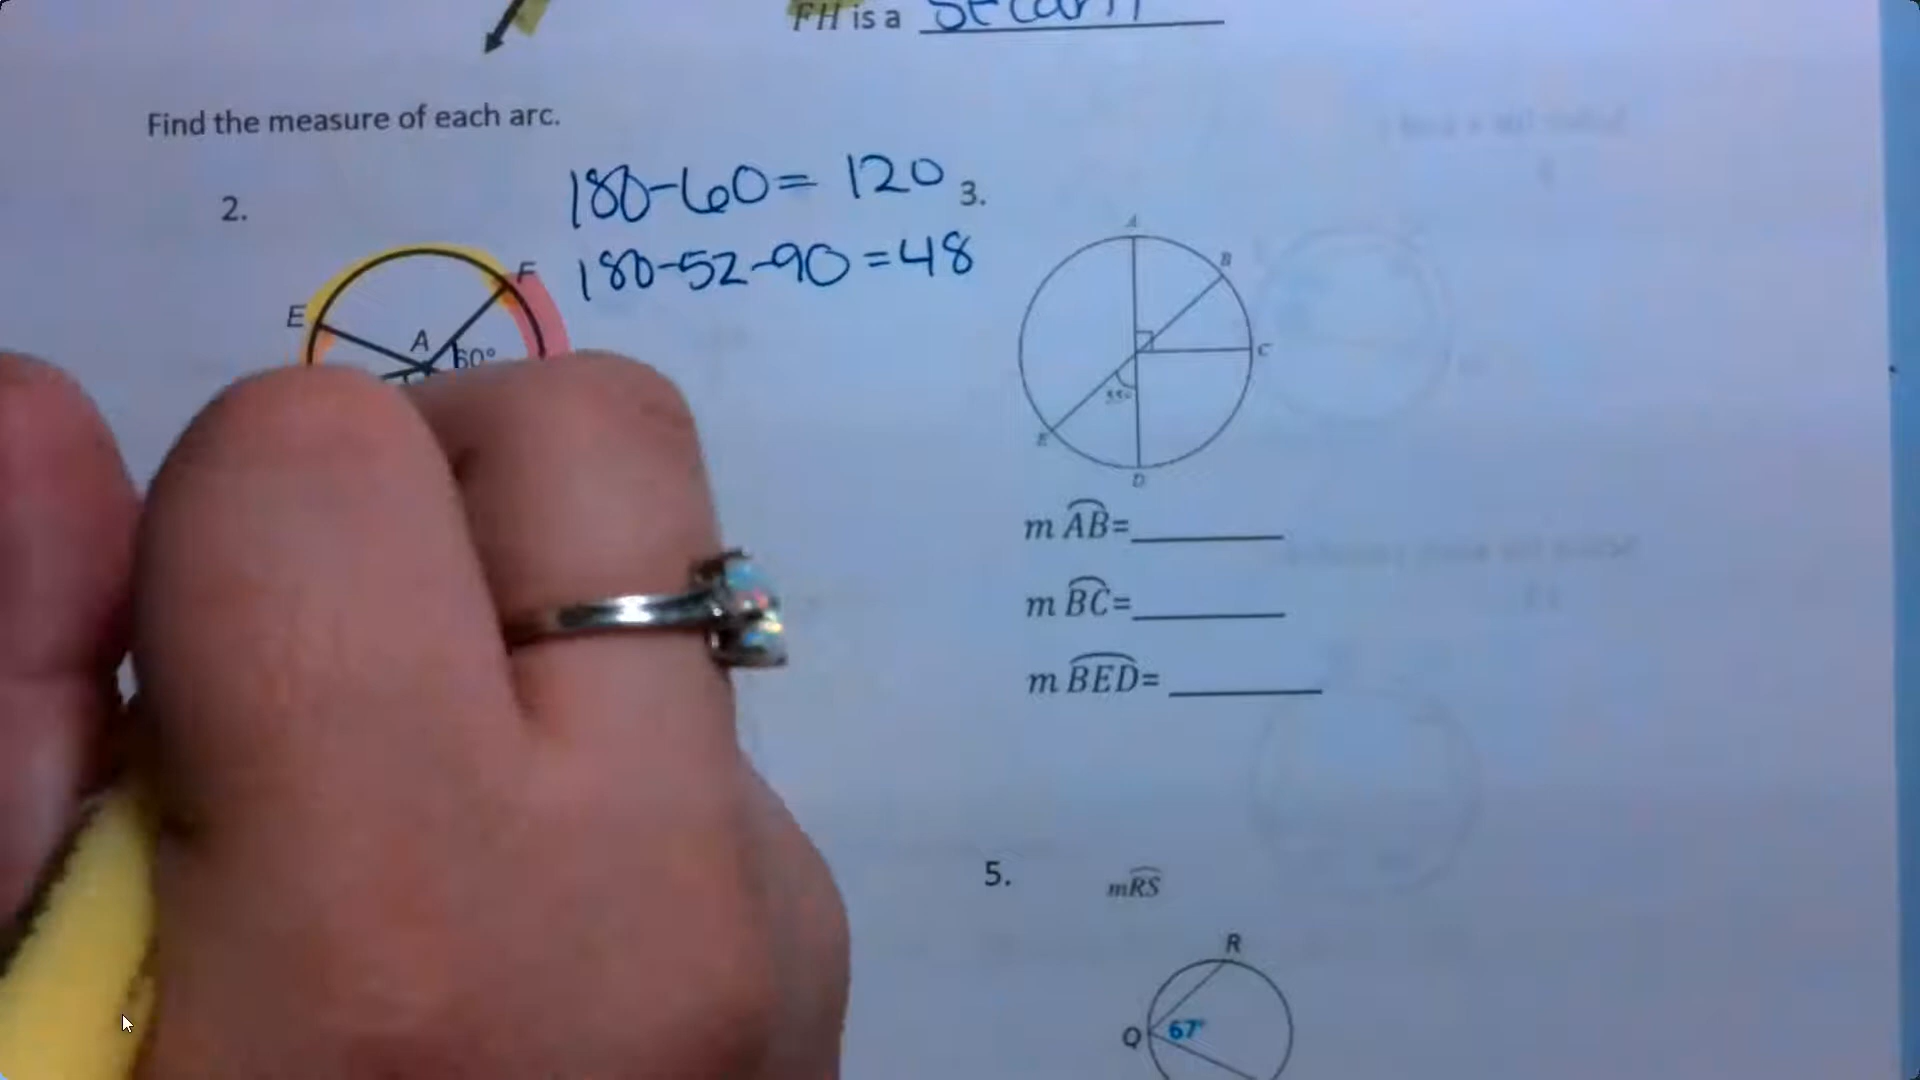 FH is a Secant
Find the measure of each arc.
2.
180-60= 120
180-52-90=48
E
F
A
60°
3.
A
B
C
55°
E
D
m AB=
m BC=
m BED=
5.
mRS
R
Q
67°